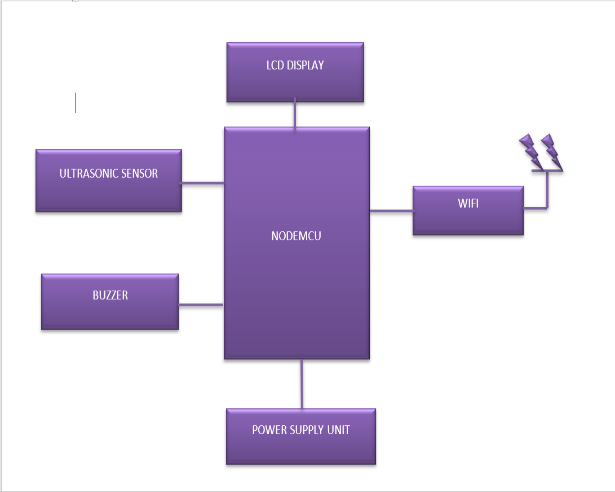 LCD DISPLAY
ULTRASONIC SENSOR
WIFI
NODEMCU
BUZZER
POWER SUPPLY UNIT